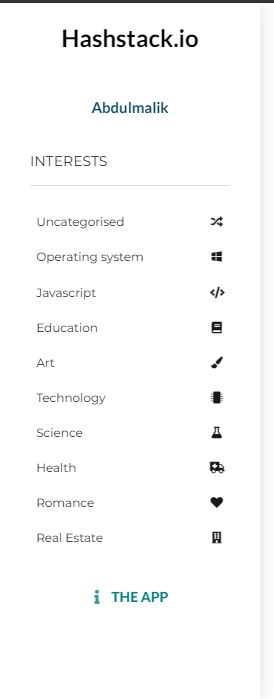 Hashstack.io
Abdulmalik
INTERESTS
Uncategorised
Operating system
Javascript
Education
Art
Technology
Science
Health
Romance
Real Estate
THE APP